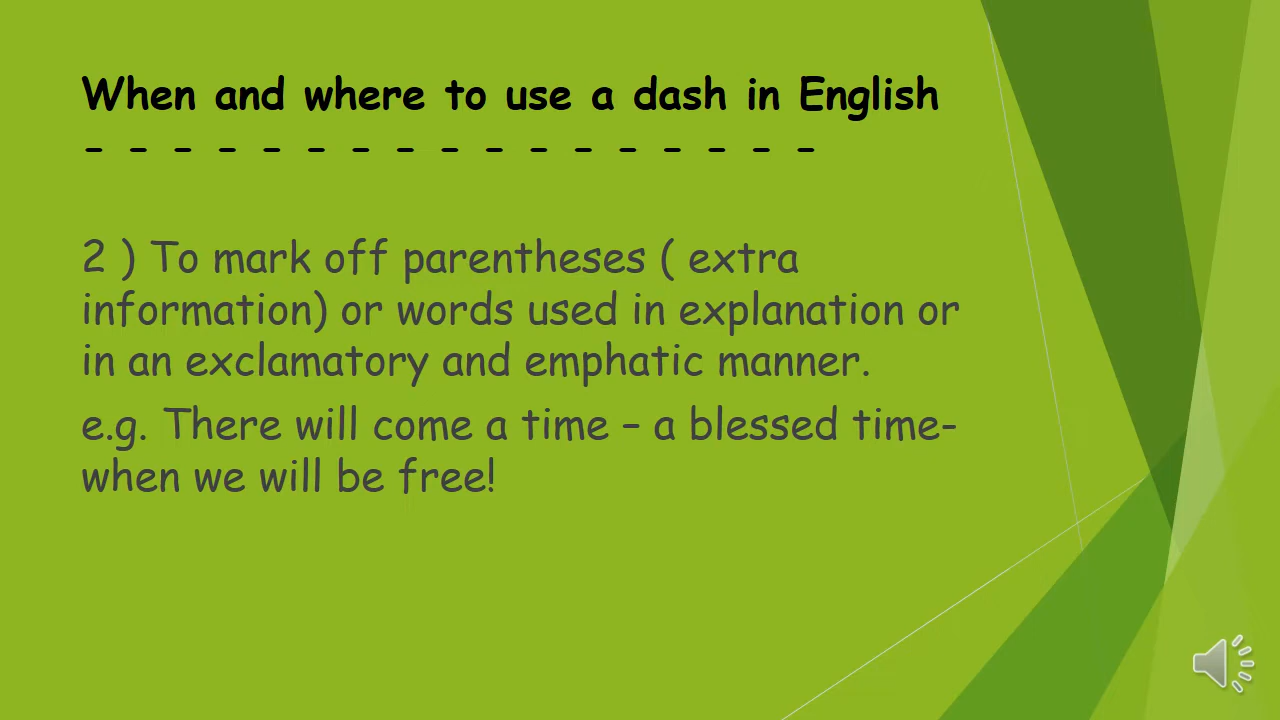 When and where to use a dash in English
- - - - - - - - - - - - - - - - -
2 ) To mark off parentheses ( extra
information) or words used in explanation or
in an exclamatory and emphatic manner.
e.g. There will come a time – a blessed time-
when we will be free!